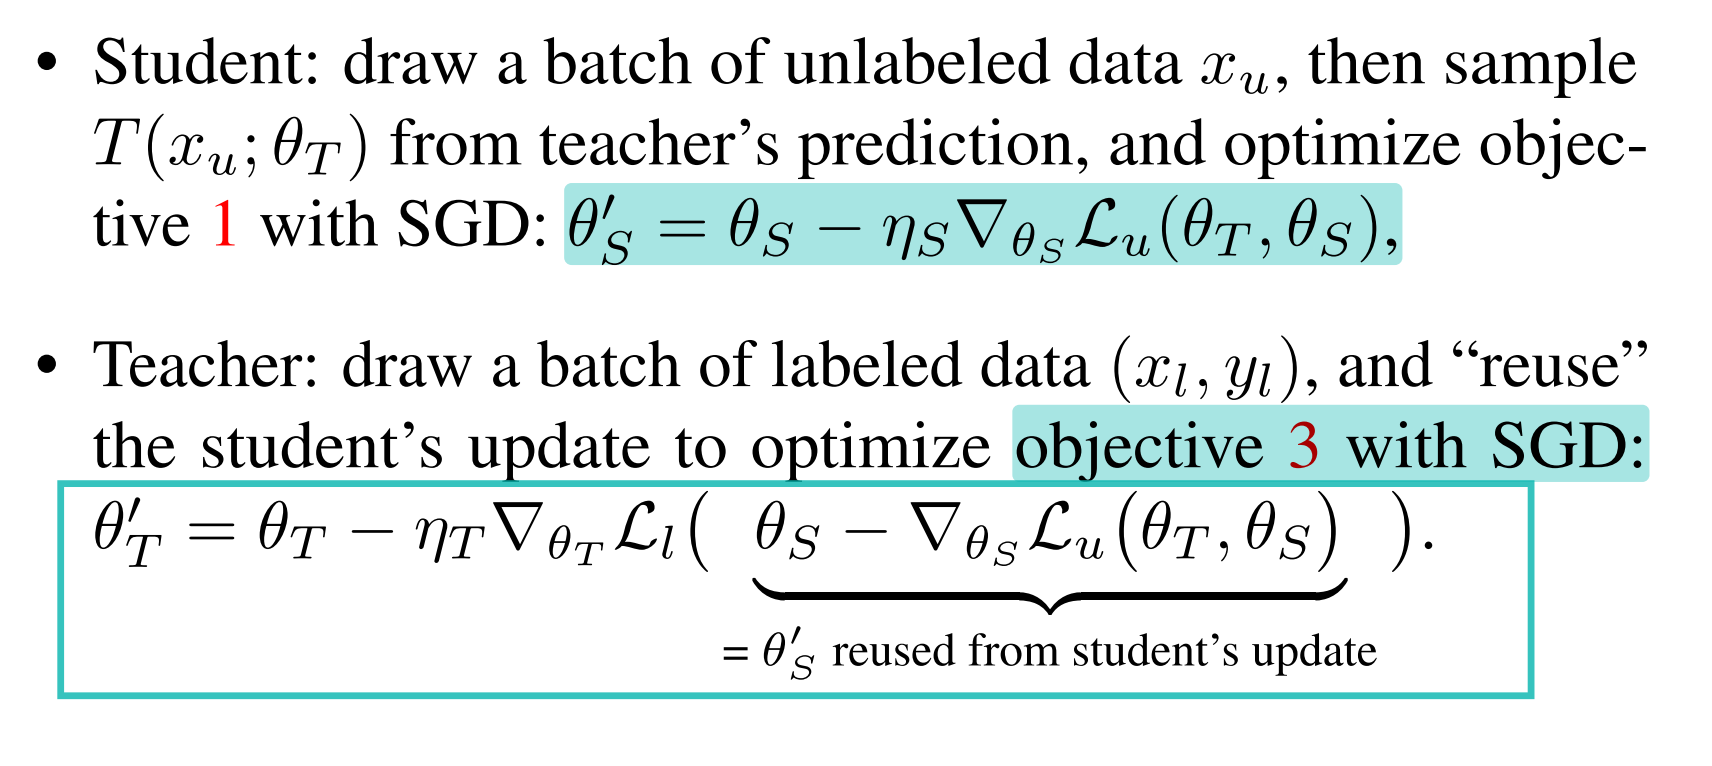 • Student: draw a batch of unlabeled data $x_u$, then sample
$T(x_u; \theta_T)$ from teacher’s prediction, and optimize objec-
tive 1 with SGD: $\theta'_S = \theta_S - \eta_S \nabla_{\theta_S} \mathcal{L}_u(\theta_T, \theta_S)$,
• Teacher: draw a batch of labeled data $(x_l, y_l)$, and “reuse”
the student’s update to optimize objective 3 with SGD:
$\theta'_T = \theta_T - \eta_T \nabla_{\theta_T} \mathcal{L}_l\big( \theta_S - \nabla_{\theta_S} \mathcal{L}_u\big(\theta_T, \theta_S\big) \big)$.
= $\theta'_S$ reused from student’s update